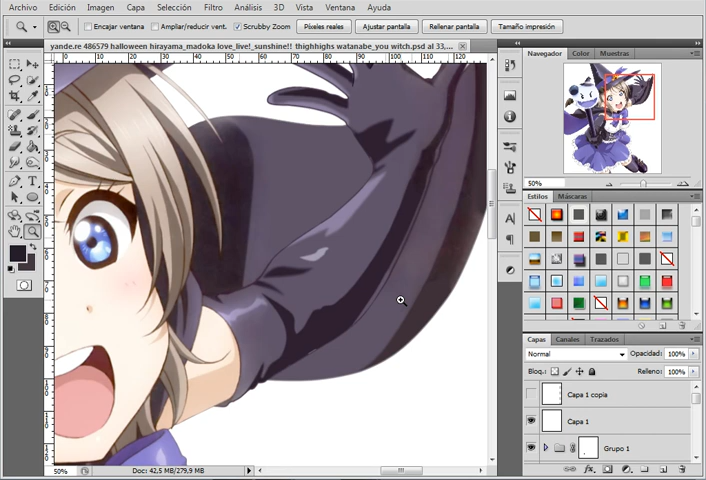 Archivo Edición Imagen Capa Selección Filtro Análisis 3D Vista Ventana Ayuda
Encajar ventana Ampliar/reducir vent. Scrubby Zoom Píxeles reales Ajustar pantalla Rellenar pantalla Tamaño impresión
yande.re 486579 halloween hirayama_madoka love_live!_sunshine!! thighhighs watanabe_you witch.psd al 33,...
Navegador Color Muestras
50%
Estilos Máscaras
Capas Canales Trazados
Normal Opacidad: 100%
Bloq.: Relleno: 100%
Capa 1 copia
Capa 1
Grupo 1
50% Doc: 42,5 MB/279,9 MB